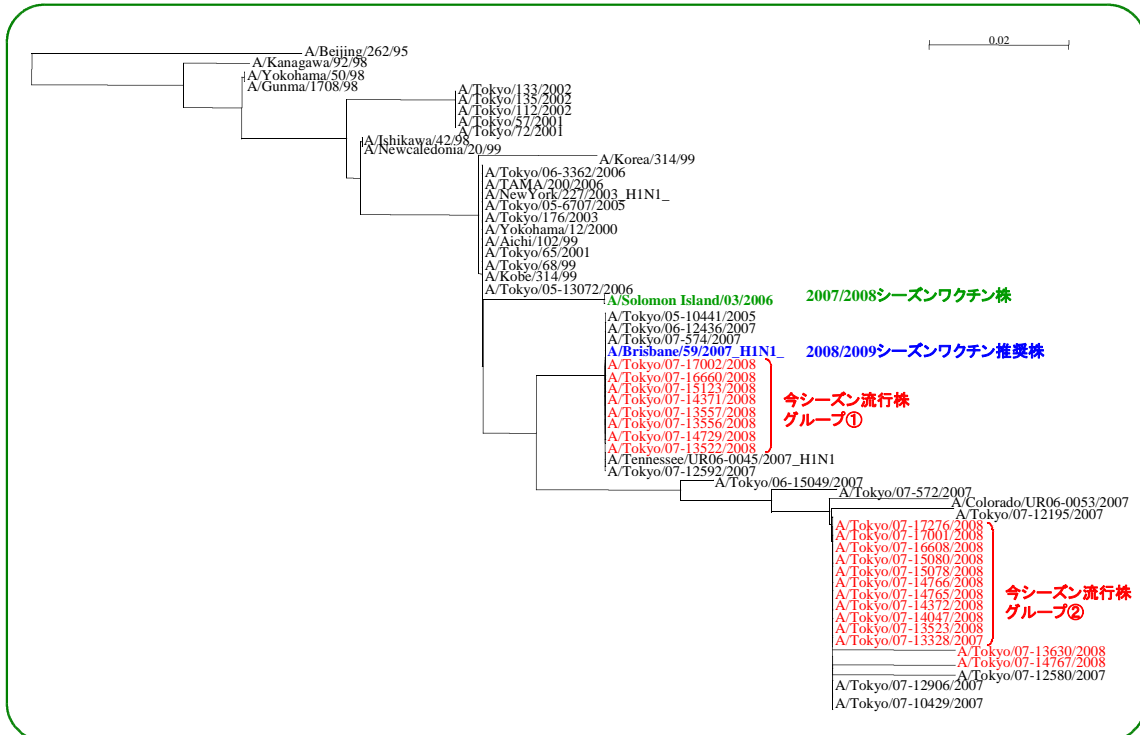 0.02
A/Beijing/262/95
A/Kanagawa/92/98
A/Yokohama/50/98
A/Gunma/1708/98
A/Tokyo/133/2002
A/Tokyo/135/2002
A/Tokyo/112/2002
A/Tokyo/57/2001
A/Tokyo/72/2001
A/Ishikawa/42/98
A/Newcaledonia/20/99
A/Korea/314/99
A/Tokyo/06-3362/2006
A/TAMA/200/2006
A/NewYork/227/2003_H1N1_
A/Tokyo/05-6707/2005
A/Tokyo/176/2003
A/Yokohama/12/2000
A/Aichi/102/99
A/Tokyo/65/2001
A/Tokyo/68/99
A/Kobe/314/99
A/Tokyo/05-13072/2006
A/Solomon Island/03/2006 2007/2008シーズンワクチン株
A/Tokyo/05-10441/2005
A/Tokyo/06-12436/2007
A/Tokyo/07-574/2007
A/Brisbane/59/2007_H1N1_ 2008/2009シーズンワクチン推奨株
A/Tokyo/07-17002/2008
A/Tokyo/07-16660/2008
A/Tokyo/07-15123/2008
A/Tokyo/07-14371/2008
A/Tokyo/07-13557/2008
A/Tokyo/07-13556/2008
A/Tokyo/07-14729/2008
A/Tokyo/07-13522/2008
今シーズン流行株
グループ①
A/Tennessee/UR06-0045/2007_H1N1
A/Tokyo/07-12592/2007
A/Tokyo/06-15049/2007
A/Tokyo/07-572/2007
A/Colorado/UR06-0053/2007
A/Tokyo/07-12195/2007
A/Tokyo/07-17276/2008
A/Tokyo/07-17001/2008
A/Tokyo/07-16608/2008
A/Tokyo/07-15080/2008
A/Tokyo/07-15078/2008
A/Tokyo/07-14766/2008
A/Tokyo/07-14765/2008
A/Tokyo/07-14372/2008
A/Tokyo/07-14047/2008
A/Tokyo/07-13523/2008
A/Tokyo/07-13328/2007
今シーズン流行株
グループ②
A/Tokyo/07-13630/2008
A/Tokyo/07-14767/2008
A/Tokyo/07-12580/2007
A/Tokyo/07-12906/2007
A/Tokyo/07-10429/2007